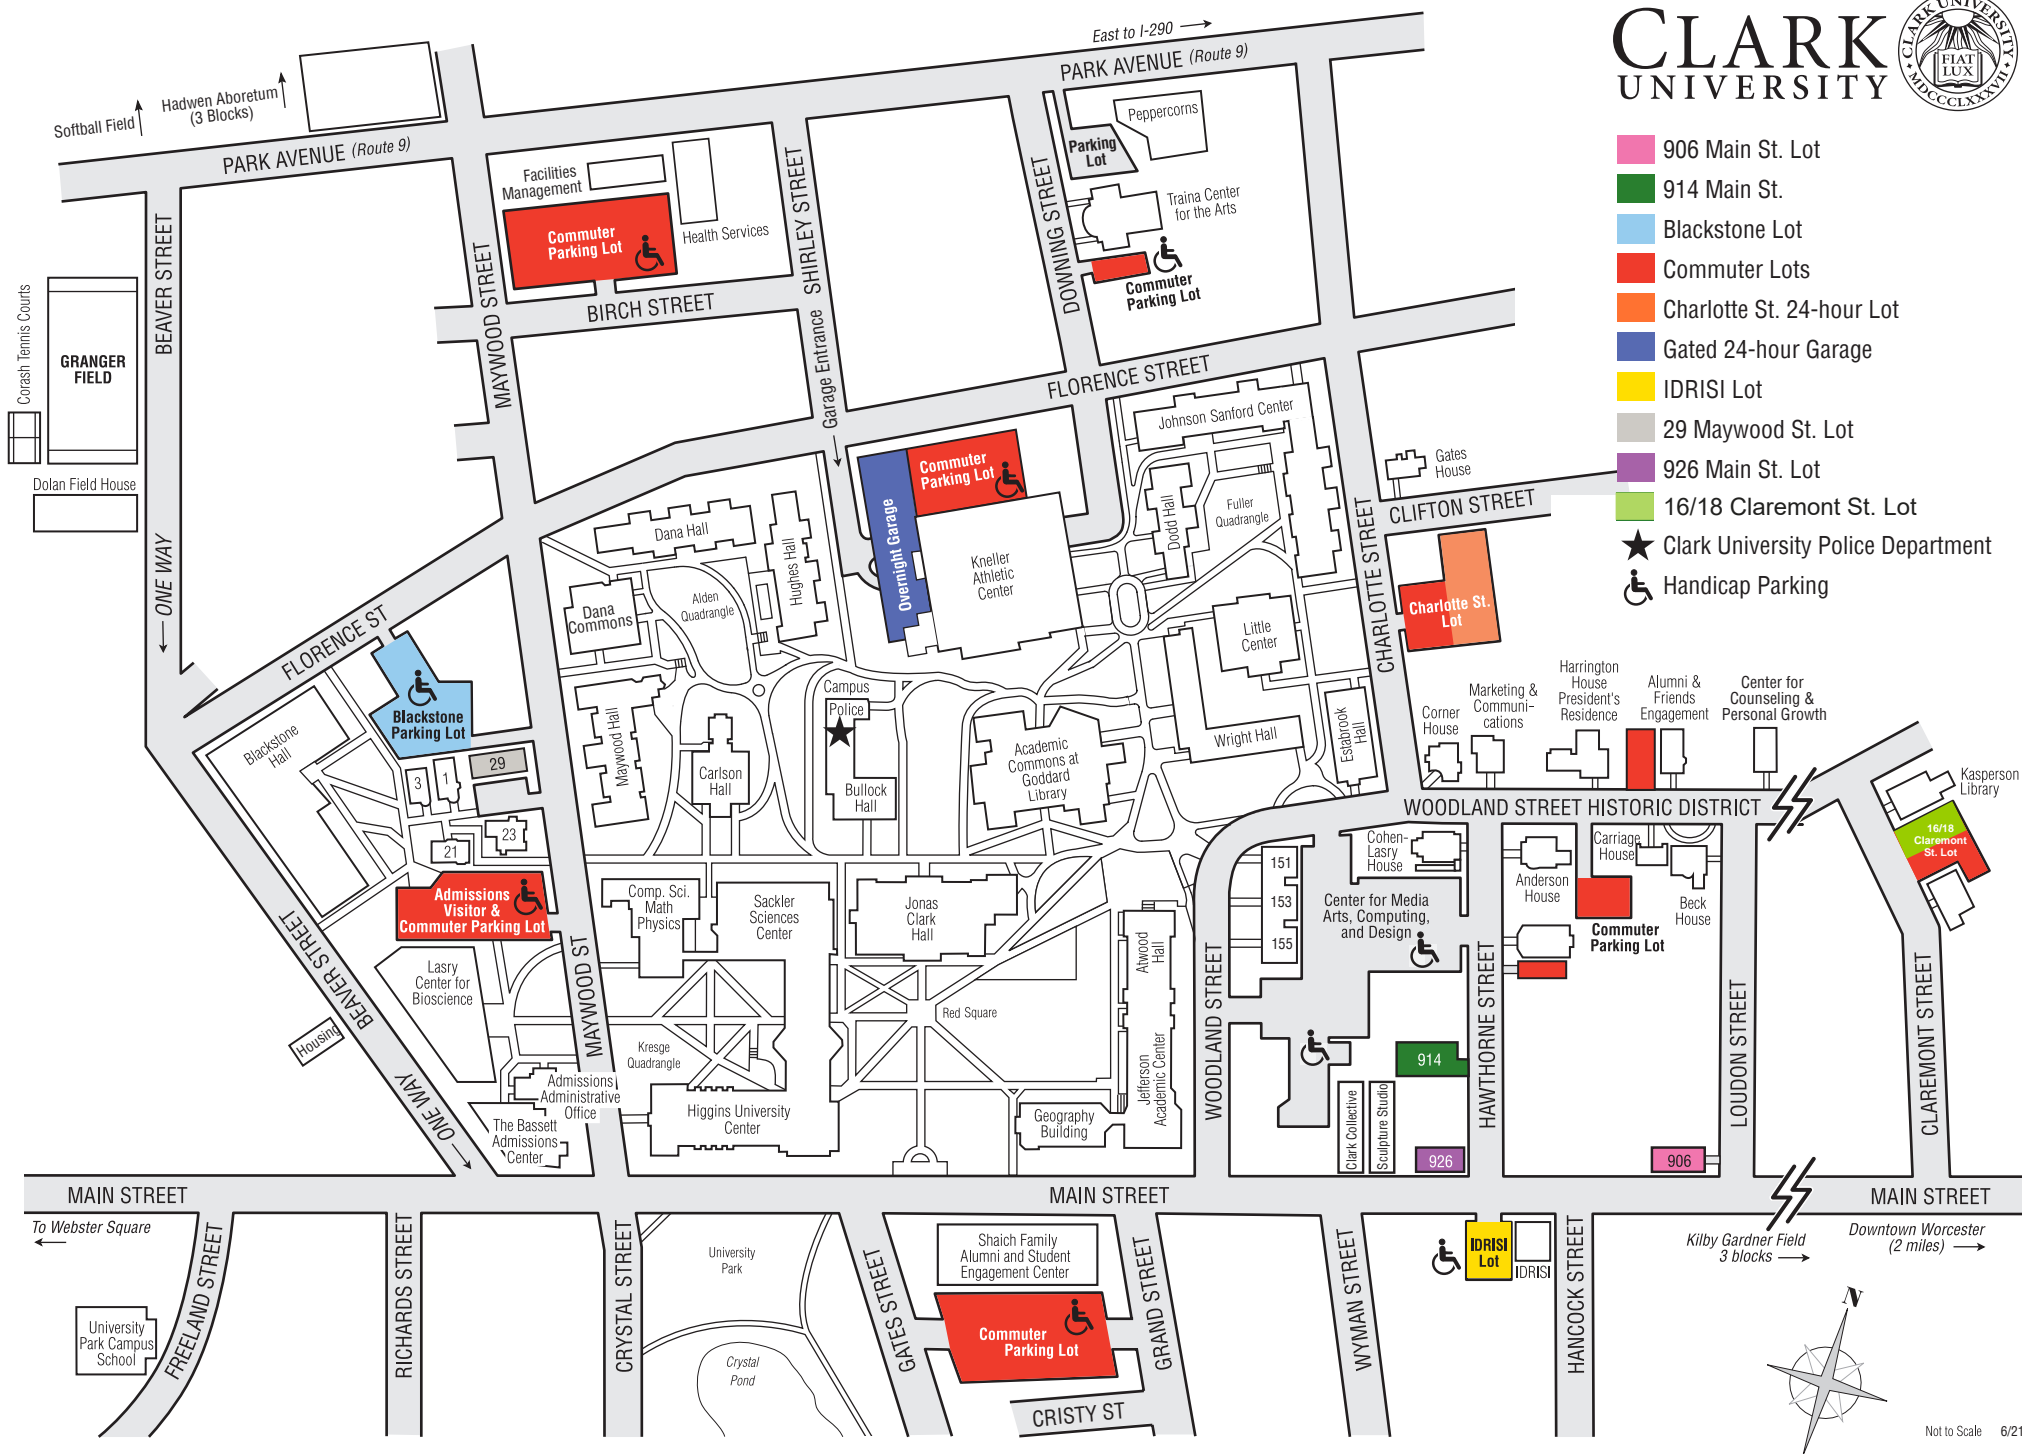 CLARK
UNIVERSITY
CLARK UNIVERSITY
FIAT
LUX
MDCCCLXXXVII
906 Main St. Lot
914 Main St.
Blackstone Lot
Commuter Lots
Charlotte St. 24-hour Lot
Gated 24-hour Garage
IDRISI Lot
29 Maywood St. Lot
926 Main St. Lot
16/18 Claremont St. Lot
Clark University Police Department
Handicap Parking
East to I-290
PARK AVENUE (Route 9)
Softball Field
Hadwen Aboretum
(3 Blocks)
PARK AVENUE (Route 9)
Peppercorns
Parking
Lot
Facilities
Management
Health Services
Commuter
Parking Lot
Traina Center
for the Arts
Commuter
Parking Lot
BEAVER STREET
MAYWOOD STREET
SHIRLEY STREET
DOWNING STREET
BIRCH STREET
Garage Entrance
FLORENCE STREET
Corash Tennis Courts
GRANGER
FIELD
Dolan Field House
ONE WAY
Johnson Sanford Center
Gates
House
CLIFTON STREET
CHARLOTTE STREET
Commuter
Parking Lot
Overnight Garage
Kneller
Athletic
Center
Dodd Hall
Fuller
Quadrangle
Dana Hall
Hughes Hall
Alden
Quadrangle
Dana
Commons
Charlotte St.
Lot
Little
Center
FLORENCE ST
Blackstone
Parking Lot
Blackstone
Hall
Maywood Hall
Carlson
Hall
Campus
Police
Bullock
Hall
Academic
Commons at
Goddard
Library
Wright Hall
Estabrook
Hall
Corner
House
Marketing &
Communi-
cations
Harrington
House
President's
Residence
Alumni &
Friends
Engagement
Center for
Counseling &
Personal Growth
Kasperson
Library
16/18
Claremont
St. Lot
WOODLAND STREET HISTORIC DISTRICT
3
1
29
23
21
Admissions
Visitor &
Commuter Parking Lot
Comp. Sci.
Math
Physics
Sackler
Sciences
Center
Jonas
Clark
Hall
Atwood
Hall
151
153
155
Cohen-
Lasry
House
Center for Media
Arts, Computing,
and Design
Anderson
House
Carriage
House
Beck
House
Commuter
Parking Lot
BEAVER STREET
MAYWOOD ST
Lasry
Center for
Bioscience
Housing
Kresge
Quadrangle
Red Square
Jefferson
Academic Center
WOODLAND STREET
HAWTHORNE STREET
LOUDON STREET
CLAREMONT STREET
914
Clark Collective
Sculpture Studio
926
906
ONE WAY
Admissions
Administrative
Office
The Bassett
Admissions
Center
Higgins University
Center
Geography
Building
MAIN STREET
MAIN STREET
MAIN STREET
To Webster Square
Kilby Gardner Field
3 blocks
Downtown Worcester
(2 miles)
FREELAND STREET
RICHARDS STREET
CRYSTAL STREET
GATES STREET
GRAND STREET
WYMAN STREET
HANCOCK STREET
University
Park
Shaich Family
Alumni and Student
Engagement Center
IDRISI
Lot
IDRISI
University
Park Campus
School
Crystal
Pond
Commuter
Parking Lot
CRISTY ST
N
Not to Scale 6/21